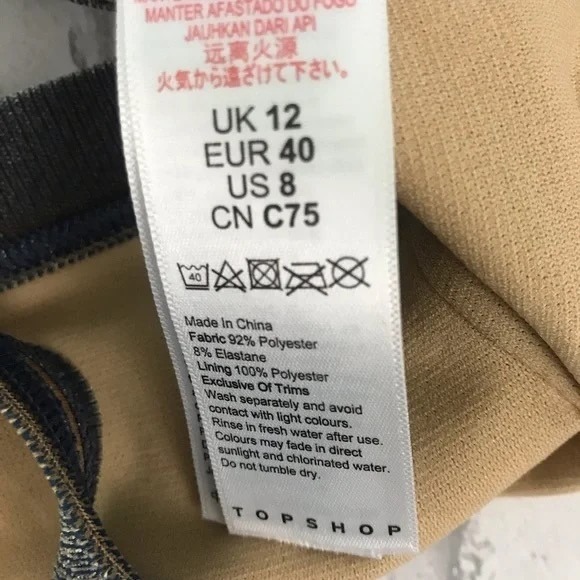 MANTER AFASTADO DO FOGO
JAUHKAN DARI API
远离火源
火気から遠ざけて下さい。
UK 12
EUR 40
US 8
CN C75
40
Made In China
Fabric 92% Polyester
8% Elastane
Lining 100% Polyester
Exclusive Of Trims
Wash separately and avoid
contact with light colours.
Rinse in fresh water after use.
Colours may fade in direct
sunlight and chlorinated water.
Do not tumble dry.
TOPSHOP